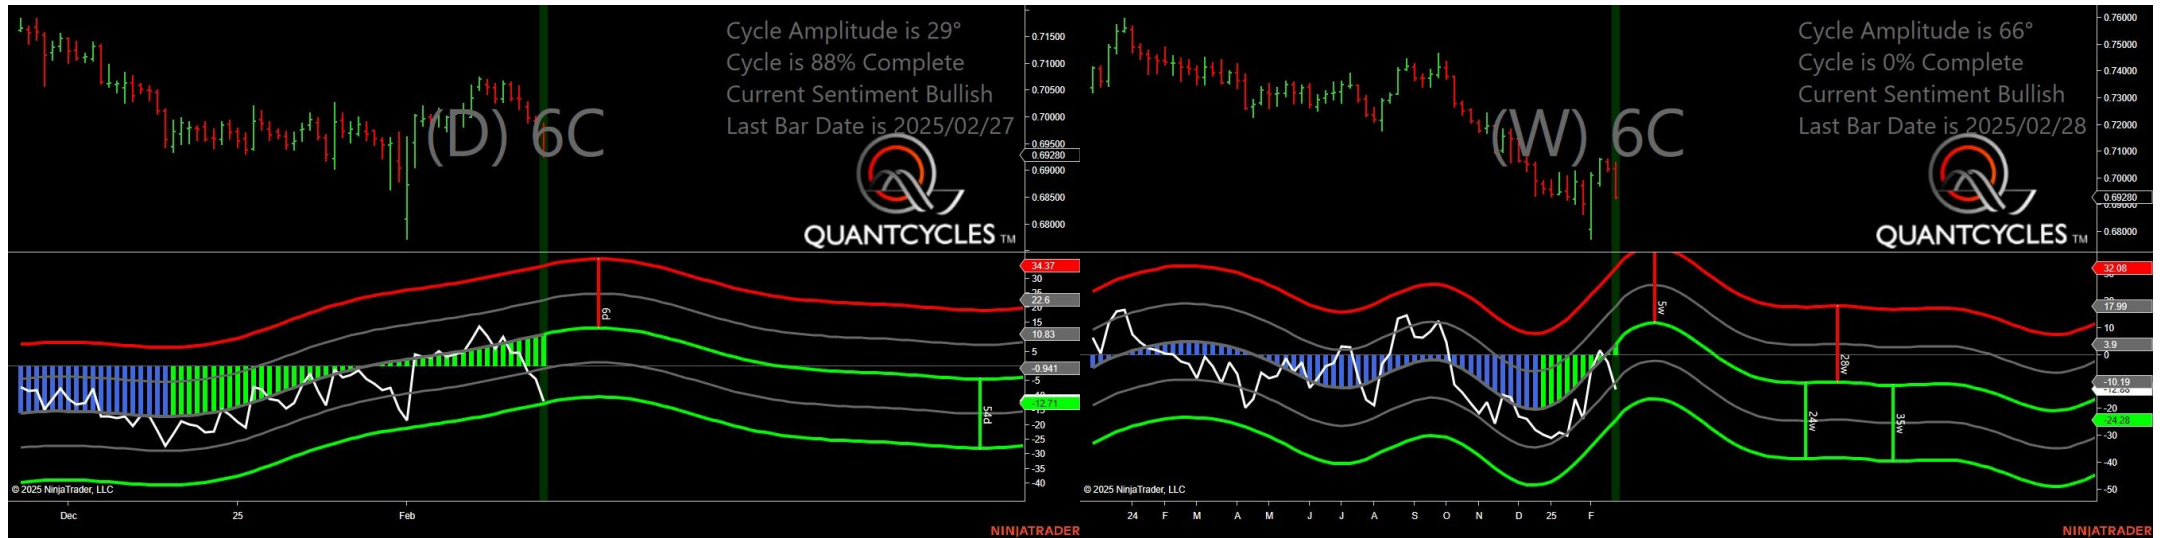 Cycle Amplitude is 29°
Cycle is 88% Complete
Current Sentiment Bullish
Last Bar Date is 2025/02/27
(D) 6C
QUANTCYCLES TM
0.71500
0.71000
0.70500
0.70000
0.69500
0.69280
0.69000
0.68500
0.68000
34.37
30
25
22.6
20
15
10.83
5
-0.941
-5
-12.71
-15
-20
-25
-30
-35
-40
6d
54d
© 2025 NinjaTrader, LLC
Dec
25
Feb
NINJATRADER
Cycle Amplitude is 66°
Cycle is 0% Complete
Current Sentiment Bullish
Last Bar Date is 2025/02/28
(W) 6C
QUANTCYCLES TM
0.76000
0.75000
0.74000
0.73000
0.72000
0.71000
0.70000
0.69280
0.69000
0.68000
32.08
17.99
10
3.9
0
-10.19
-20
-24.28
-30
-40
-50
5w
28w
24w
35w
© 2025 NinjaTrader, LLC
24 F M A M J J A S O N D 25 F
NINJATRADER